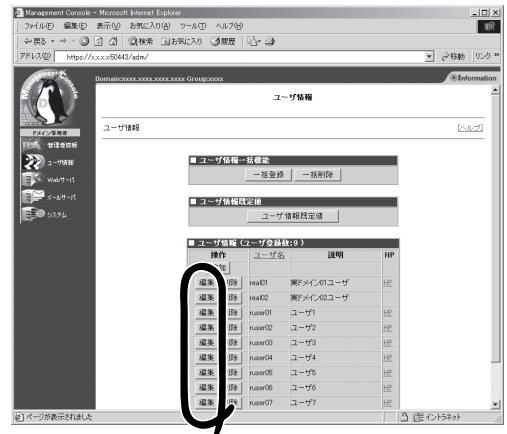 Management Console - Microsoft Internet Explorer
ファイル(F) 編集(E) 表示(V) お気に入り(A) ツール(T) ヘルプ(H)
戻る 検索 お気に入り 履歴
アドレス(D) https://x.x.x.x:50443/adm/ 移動 リンク »
Management Console
Domain:xxxx.xxxx.xxxx.xxxx Group:xxxx
Information
ドメイン管理者
管理者情報
ユーザ情報
Webサーバ
メールサーバ
システム
ユーザ情報
ユーザ情報 [ヘルプ]
■ ユーザ情報一括機能
一括登録 一括削除
■ ユーザ情報既定値
ユーザ情報既定値
■ ユーザ情報 (ユーザ登録数:9 )
操作 ユーザ名 説明 HP
追加
編集 削除 real01 実ドメイン01ユーザ HP
編集 削除 real02 実ドメイン02ユーザ HP
編集 削除 ruser01 ユーザ1 HP
編集 削除 ruser02 ユーザ2 HP
編集 削除 ruser03 ユーザ3 HP
編集 削除 ruser04 ユーザ4 HP
編集 削除 ruser05 ユーザ5 HP
編集 削除 ruser06 ユーザ6 HP
編集 削除 ruser07 ユーザ7 HP
ページが表示されました イントラネット